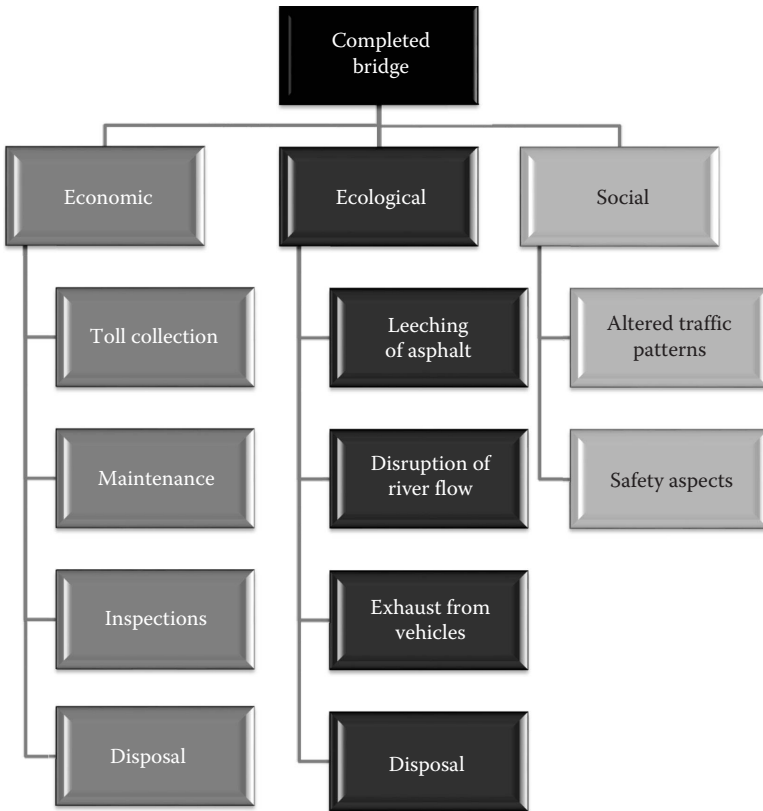 Completed
bridge
Economic
Ecological
Social
Toll collection
Leeching
of asphalt
Altered traffic
patterns
Maintenance
Disruption of
river flow
Safety aspects
Inspections
Exhaust from
vehicles
Disposal
Disposal